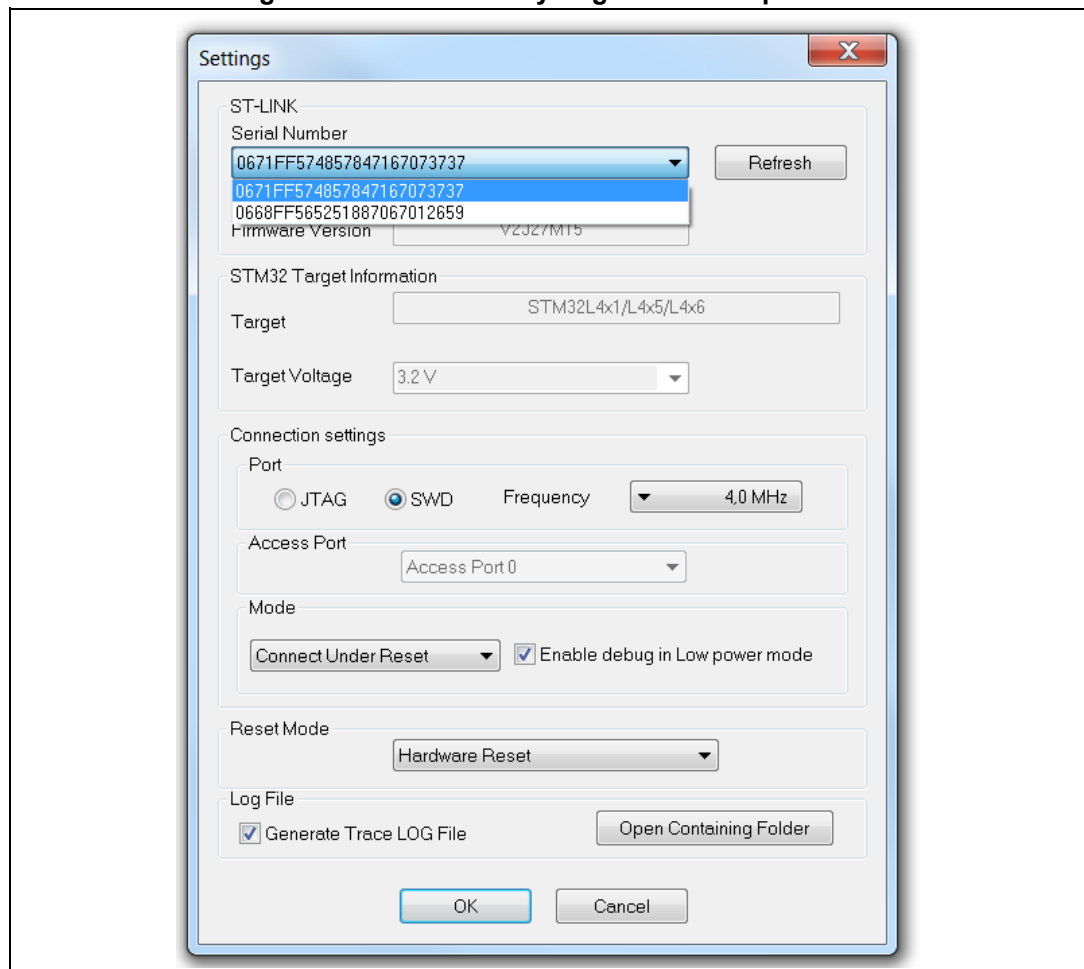 Settings
ST-LINK
Serial Number
0671FF574857847167073737
Refresh
0671FF574857847167073737
0668FF565251887067012659
Firmware Version V2J27M15
STM32 Target Information
Target STM32L4x1/L4x5/L4x6
Target Voltage 3.2 V
Connection settings
Port
JTAG SWD Frequency 4,0 MHz
Access Port
Access Port 0
Mode
Connect Under Reset Enable debug in Low power mode
Reset Mode
Hardware Reset
Log File
Generate Trace LOG File Open Containing Folder
OK Cancel